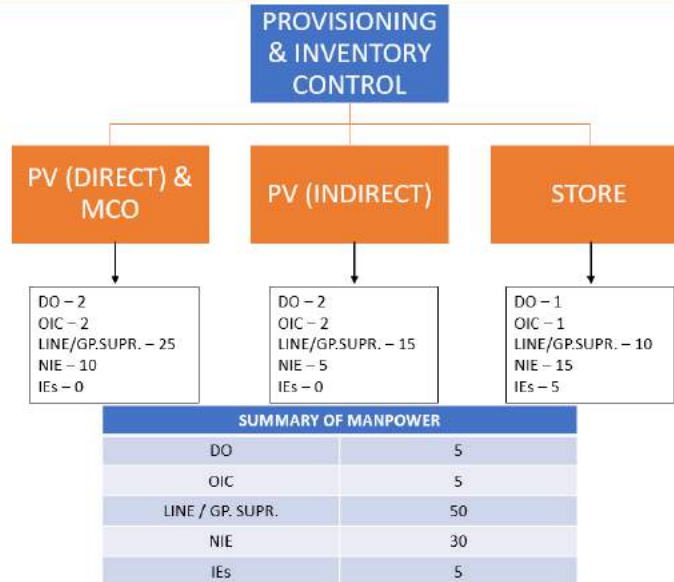 PROVISIONING
& INVENTORY
CONTROL
PV (DIRECT) &
MCO
PV (INDIRECT)
STORE
DO – 2
OIC – 2
LINE/GP.SUPR. – 25
NIE – 10
IEs – 0
DO – 2
OIC – 2
LINE/GP.SUPR. – 15
NIE – 5
IEs – 0
DO – 1
OIC – 1
LINE/GP.SUPR. – 10
NIE – 15
IEs – 5
SUMMARY OF MANPOWER
DO 5
OIC 5
LINE / GP. SUPR. 50
NIE 30
IEs 5